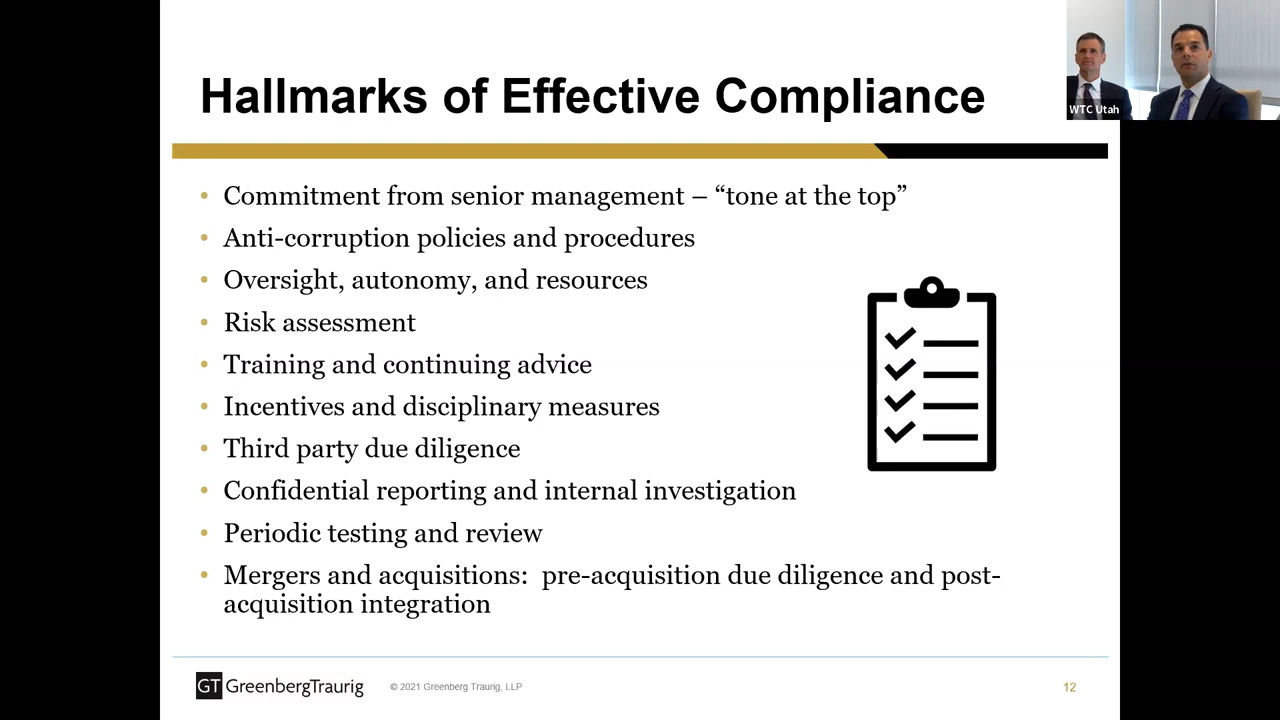 Hallmarks of Effective Compliance
WTC Utah
• Commitment from senior management – “tone at the top”
• Anti-corruption policies and procedures
• Oversight, autonomy, and resources
• Risk assessment
• Training and continuing advice
• Incentives and disciplinary measures
• Third party due diligence
• Confidential reporting and internal investigation
• Periodic testing and review
• Mergers and acquisitions:  pre-acquisition due diligence and post-
acquisition integration
GT GreenbergTraurig
© 2021 Greenberg Traurig, LLP
12